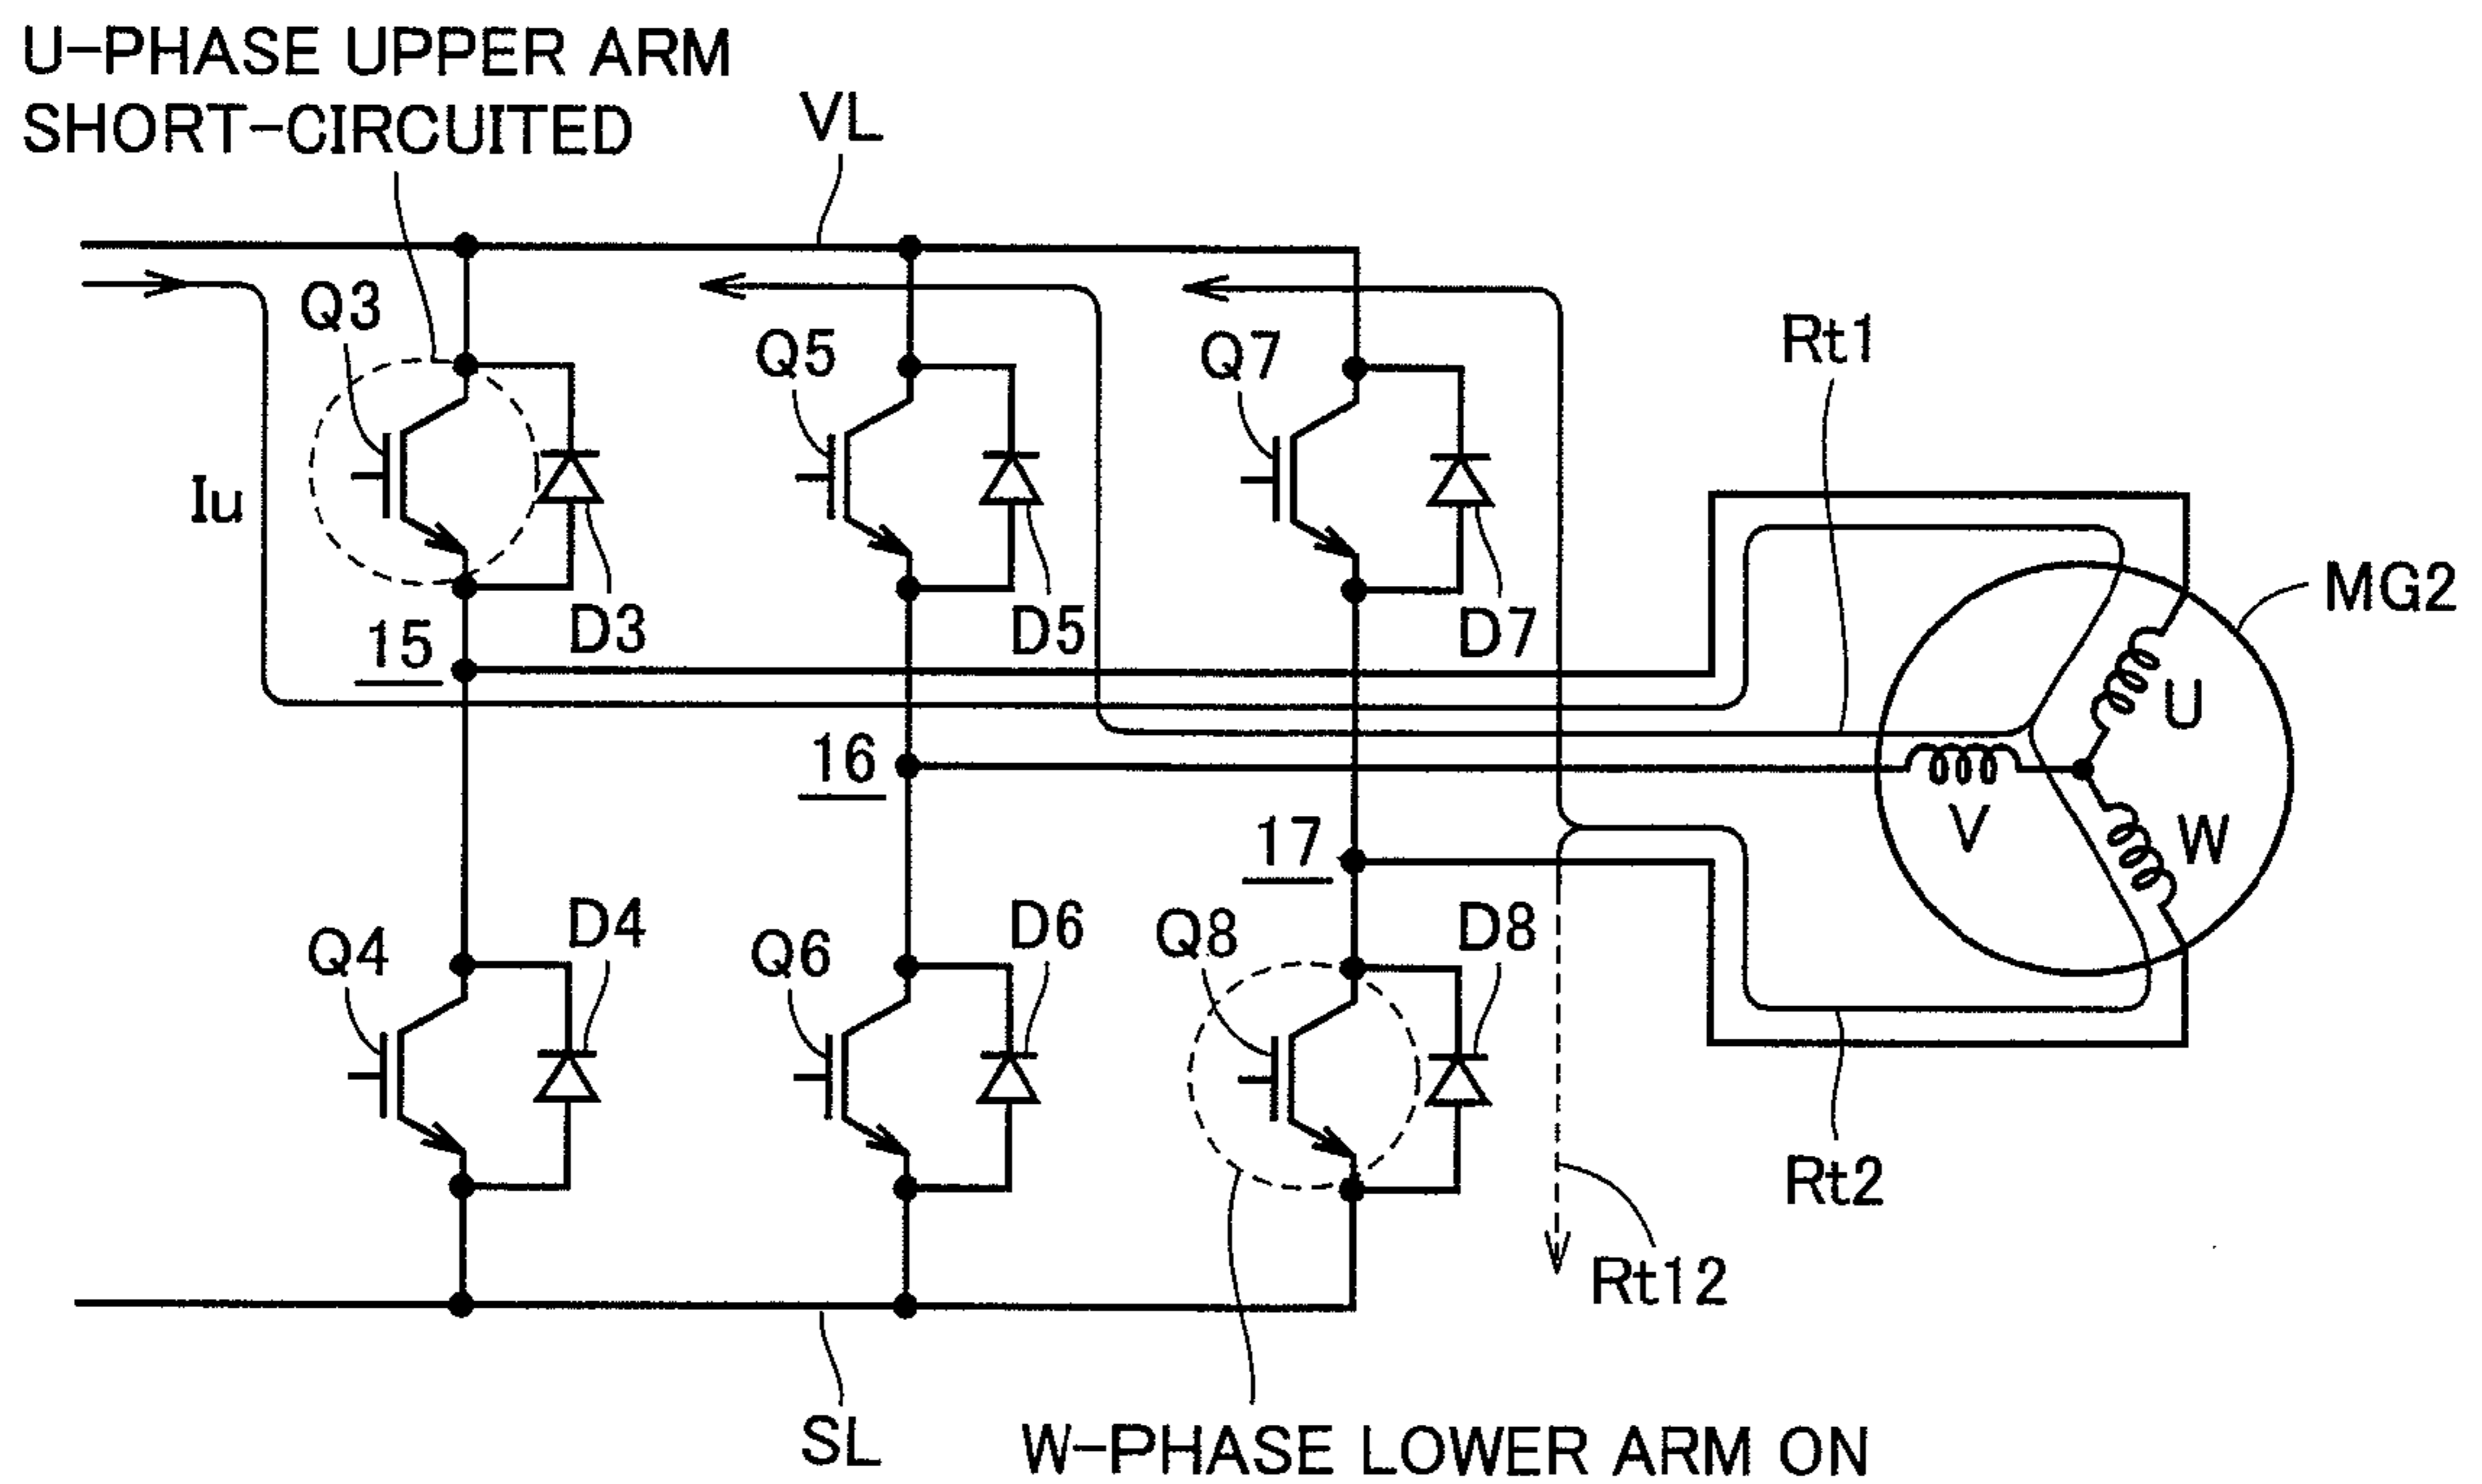 U-PHASE UPPER ARM
SHORT-CIRCUITED
VL
Q3
Q5
Q7
Rt1
Iu
MG2
D3
D5
D7
15
U
16
V
W
17
Q4
D4
Q6
D6
Q8
D8
Rt2
Rt12
SL
W-PHASE LOWER ARM ON